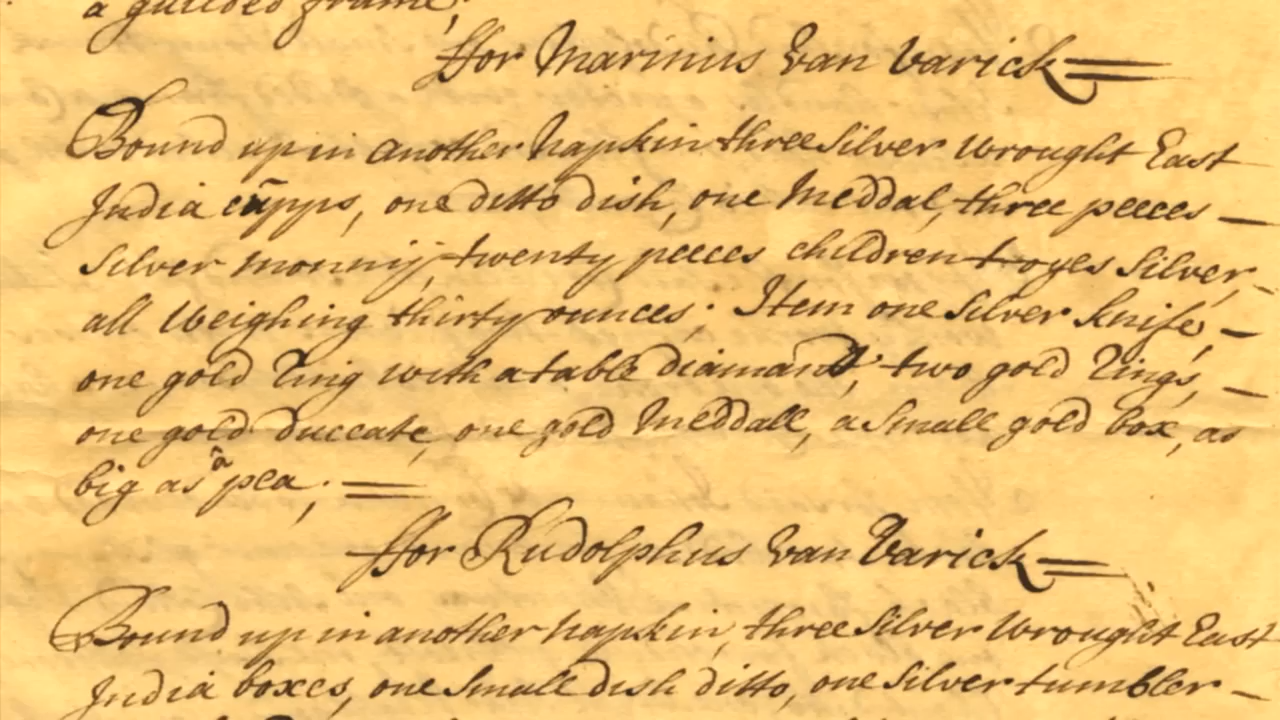 a guilded frame;
ffor Marinus Van Varick
Bound up in another napkin three Silver wrought East
India cũpps, one ditto dish, one Meddal, three peeces
Silver monnij, twenty peeces children toyes Silver,
all Weighing thirty ounces; Item one Silver knife,
one gold Ring with a table diamand, two gold Rings,
one gold duccate, one gold Meddall, a Small gold box, as
big as a pea;
ffor Rudolphus Van Varick
Bound up in another napkin, three Silver wrought East
India boxes, one Small dish ditto, one Silver tumbler